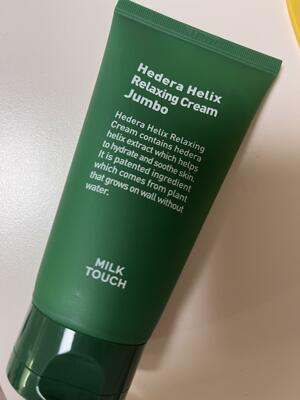 Hedera Helix
Relaxing Cream
Jumbo
Hedera Helix Relaxing
Cream contains hedera
helix extract which helps
to hydrate and soothe skin.
It is patented ingredient
which comes from plant
that grows on wall without
water.
MILK
TOUCH